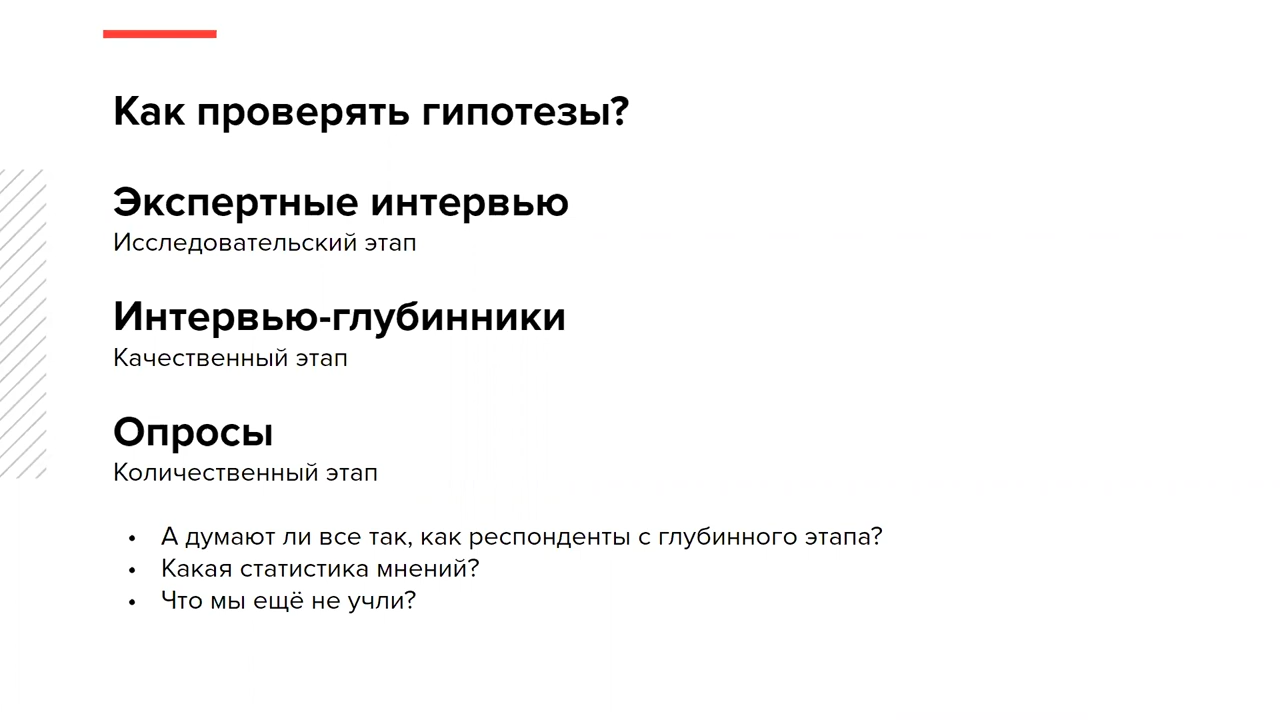 Как проверять гипотезы?
Экспертные интервью
Исследовательский этап
Интервью-глубинники
Качественный этап
Опросы
Количественный этап
• А думают ли все так, как респонденты с глубинного этапа?
• Какая статистика мнений?
• Что мы ещё не учли?